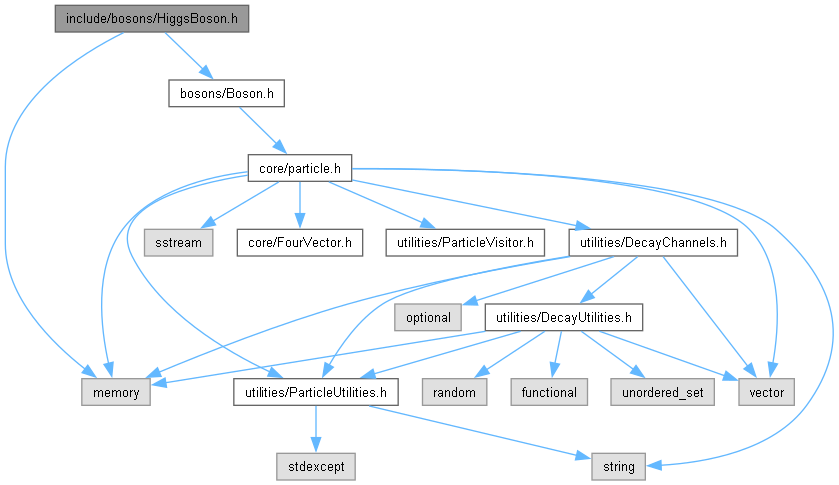 include/bosons/HiggsBoson.h
bosons/Boson.h
core/particle.h
sstream
core/FourVector.h
utilities/ParticleVisitor.h
utilities/DecayChannels.h
optional
utilities/DecayUtilities.h
memory
utilities/ParticleUtilities.h
random
functional
unordered_set
vector
stdexcept
string